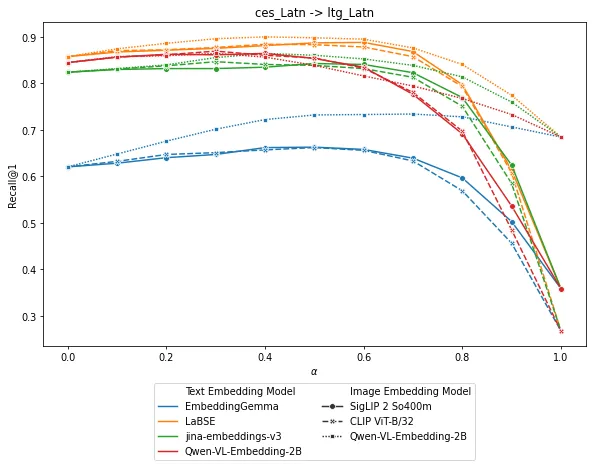 ces_Latn -> ltg_Latn
0.9
0.8
0.7
0.6
0.5
0.4
0.3
Recall@1
0.0 0.2 0.4 0.6 0.8 1.0
α
Text Embedding Model
EmbeddingGemma
LaBSE
jina-embeddings-v3
Qwen-VL-Embedding-2B
Image Embedding Model
SigLIP 2 So400m
CLIP ViT-B/32
Qwen-VL-Embedding-2B